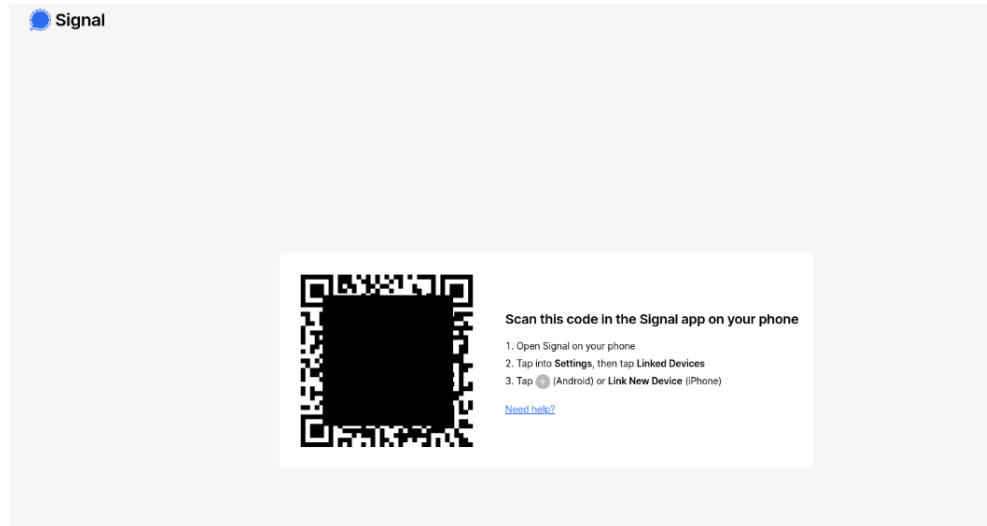 Signal
Scan this code in the Signal app on your phone
1. Open Signal on your phone
2. Tap into Settings, then tap Linked Devices
3. Tap + (Android) or Link New Device (iPhone)
Need help?